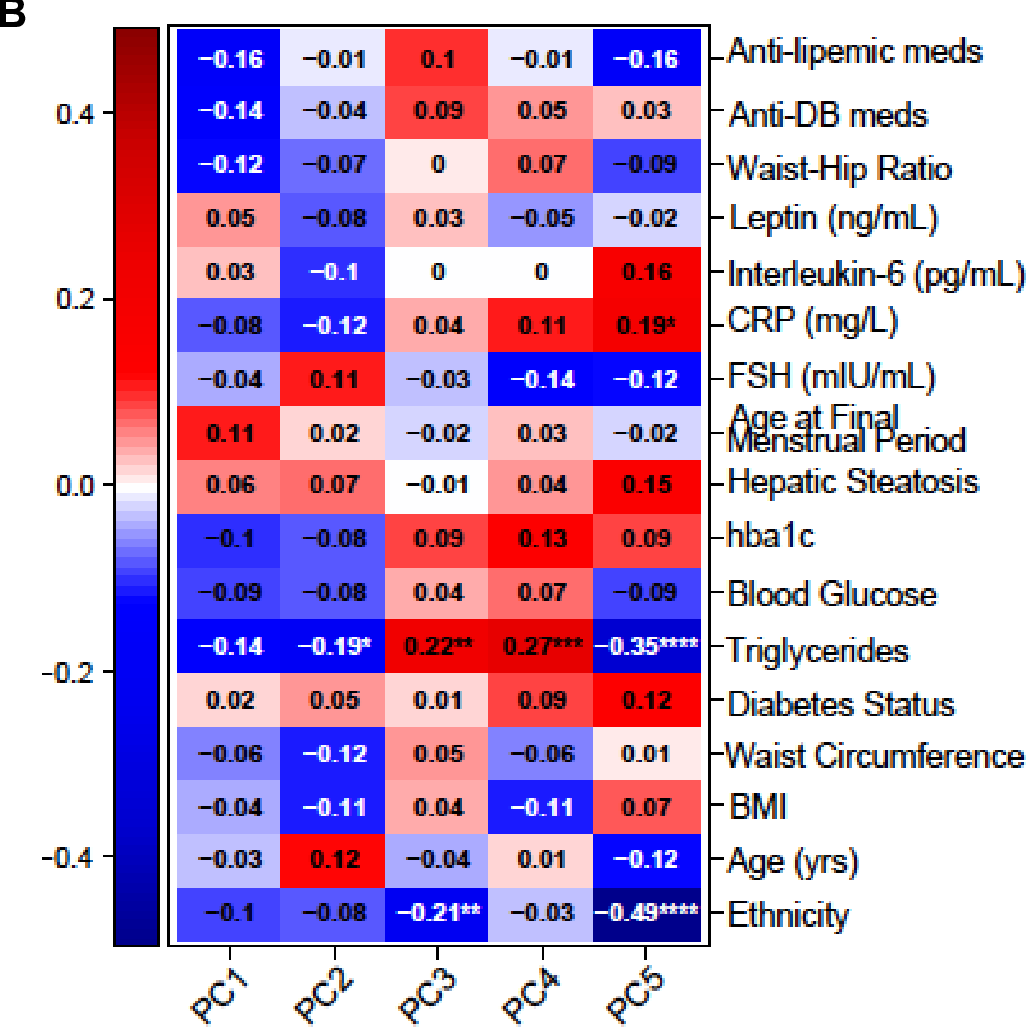 B
−0.16 −0.01 0.1 −0.01 −0.16 Anti-lipemic meds
0.4 −0.14 −0.04 0.09 0.05 0.03 Anti-DB meds
−0.12 −0.07 0 0.07 −0.09 Waist-Hip Ratio
0.05 −0.08 0.03 −0.05 −0.02 Leptin (ng/mL)
0.2 0.03 −0.1 0 0 0.16 Interleukin-6 (pg/mL)
−0.08 −0.12 0.04 0.11 0.19* CRP (mg/L)
−0.04 0.11 −0.03 −0.14 −0.12 FSH (mIU/mL)
Age at Final
0.11 0.02 −0.02 0.03 −0.02 Menstrual Period
0.0 0.06 0.07 −0.01 0.04 0.15 Hepatic Steatosis
−0.1 −0.08 0.09 0.13 0.09 hba1c
−0.09 −0.08 0.04 0.07 −0.09 Blood Glucose
−0.2 −0.14 −0.19* 0.22** 0.27*** −0.35**** Triglycerides
0.02 0.05 0.01 0.09 0.12 Diabetes Status
−0.06 −0.12 0.05 −0.06 0.01 Waist Circumference
−0.04 −0.11 0.04 −0.11 0.07 BMI
−0.4 −0.03 0.12 −0.04 0.01 −0.12 Age (yrs)
−0.1 −0.08 −0.21** −0.03 −0.49**** Ethnicity
PC1 PC2 PC3 PC4 PC5